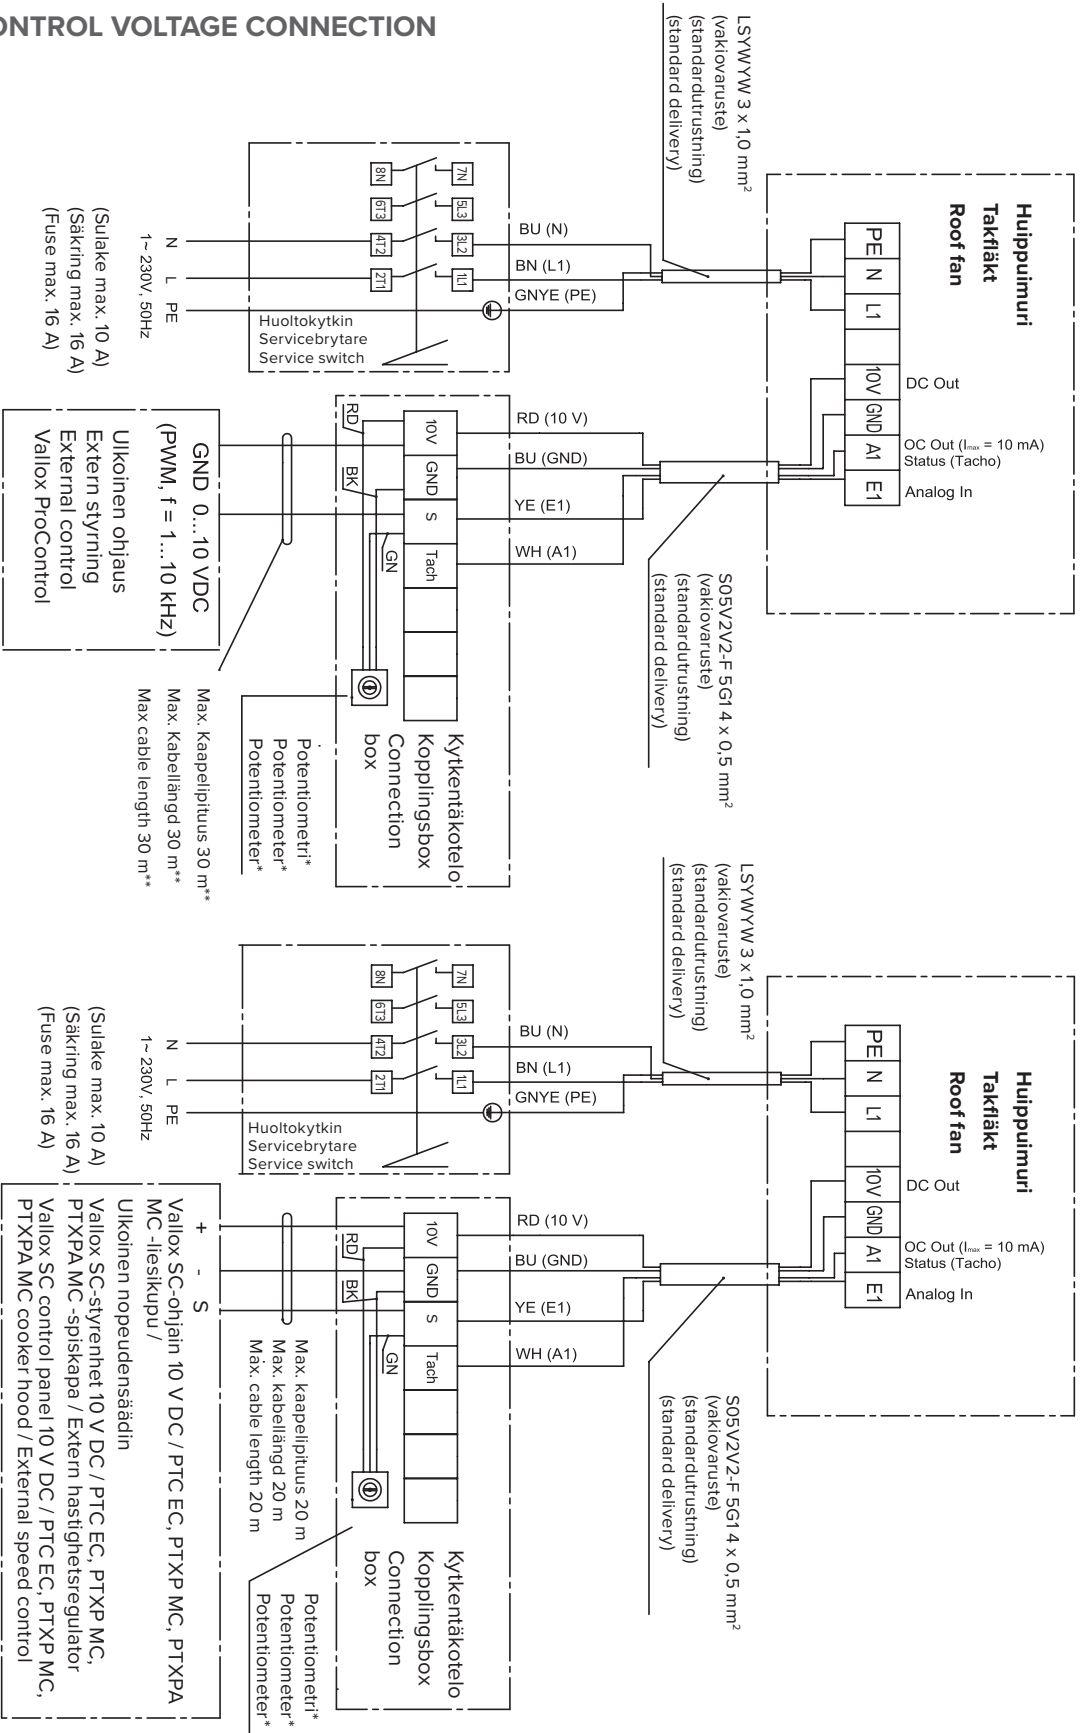 ONTROL VOLTAGE CONNECTION
LSYWYW 3 x 1,0 mm²
(vakiovaruste)
(standardutrustning)
(standard delivery)
Huippuimuri
Takfläkt
Roof fan
PE
N
L1
10V
GND
A1
E1
DC Out
OC Out (Imax = 10 mA)
Status (Tacho)
Analog In
BU (N)
BN (L1)
GNYE (PE)
7N
5L3
3L2
1L1
8N
6T3
4T2
2T1
Huoltokytkin
Servicebrytare
Service switch
N
L
PE
1~ 230V, 50Hz
(Sulake max. 10 A)
(Säkring max. 16 A)
(Fuse max. 16 A)
RD (10 V)
BU (GND)
YE (E1)
WH (A1)
S05V2V2-F 5G1 4 x 0,5 mm²
(vakiovaruste)
(standardutrustning)
(standard delivery)
10V
GND
S
Tach
RD
BK
GN
Kytkentäkotelo
Kopplingsbox
Connection
box
Potentiometri*
Potentiometer*
Potentiometer*
GND 0...10 VDC
(PWM, f = 1...10 kHz)
Ulkoinen ohjaus
Extern styrning
External control
Vallox ProControl
Max. Kaapelipituus 30 m**
Max. Kabellängd 30 m**
Max cable length 30 m**
LSYWYW 3 x 1,0 mm²
(vakiovaruste)
(standardutrustning)
(standard delivery)
Huippuimuri
Takfläkt
Roof fan
PE
N
L1
10V
GND
A1
E1
DC Out
OC Out (Imax = 10 mA)
Status (Tacho)
Analog In
BU (N)
BN (L1)
GNYE (PE)
7N
5L3
3L2
1L1
8N
6T3
4T2
2T1
Huoltokytkin
Servicebrytare
Service switch
N
L
PE
1~ 230V, 50Hz
(Sulake max. 10 A)
(Säkring max. 16 A)
(Fuse max. 16 A)
RD (10 V)
BU (GND)
YE (E1)
WH (A1)
S05V2V2-F 5G1 4 x 0,5 mm²
(vakiovaruste)
(standardutrustning)
(standard delivery)
10V
GND
S
Tach
RD
BK
GN
Kytkentäkotelo
Kopplingsbox
Connection
box
Potentiometri*
Potentiometer*
Potentiometer*
Max. kaapelipituus 20 m
Max. kabellängd 20 m
Max. cable length 20 m
+
-
S
Vallox SC-ohjain 10 V DC / PTC EC, PTXP MC, PTXPA
MC -liesikupu /
Ulkoinen nopeudensäädin
Vallox SC-styrenhet 10 V DC / PTC EC, PTXP MC,
PTXPA MC -spiskapa / Extern hastighetsregulator
Vallox SC control panel 10 V DC / PTC EC, PTXP MC,
PTXPA MC cooker hood / External speed control